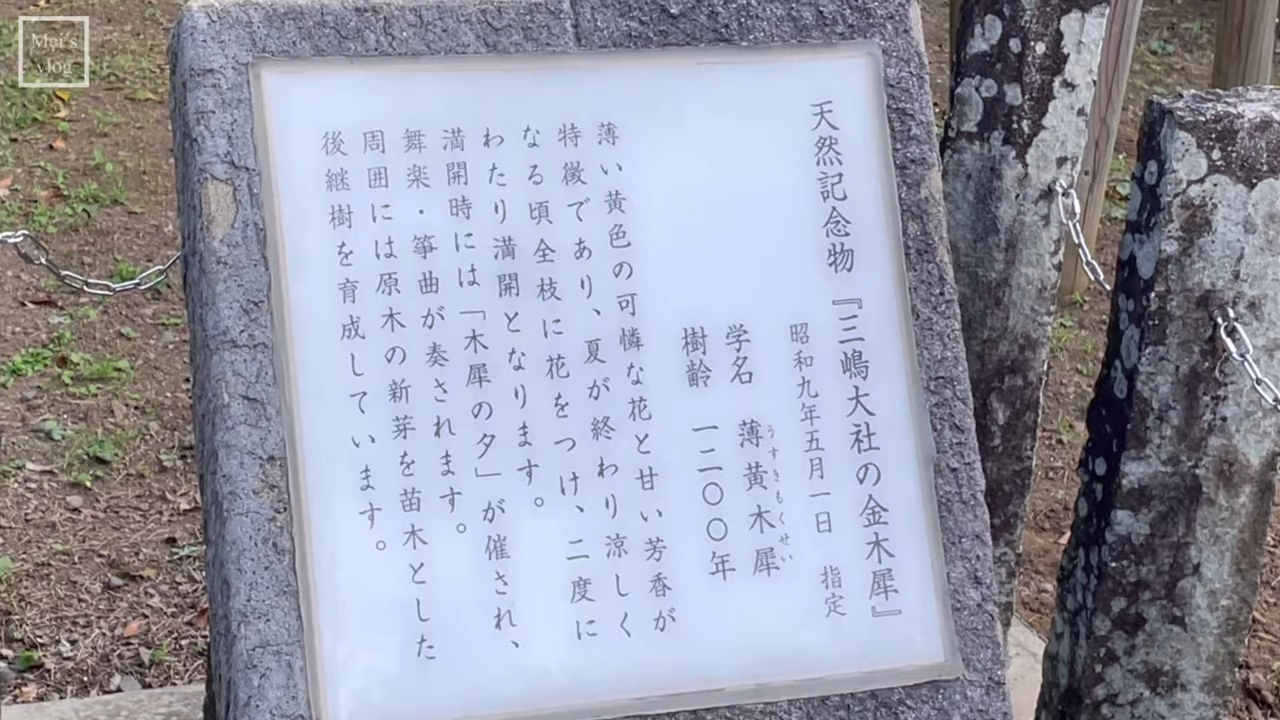 Mei's
vlog
天然記念物 『三嶋大社の金木犀』
昭和九年五月一日 指定
学名 薄黄木犀
うすきもくせい
樹齢 一二〇〇年
薄い黄色の可憐な花と甘い芳香が
特徴であり、夏が終わり涼しく
なる頃全枝に花をつけ、二度に
わたり満開となります。
満開時には「木犀の夕」が催され、
舞楽・箏曲が奏されます。
周囲には原木の新芽を苗木とした
後継樹を育成しています。